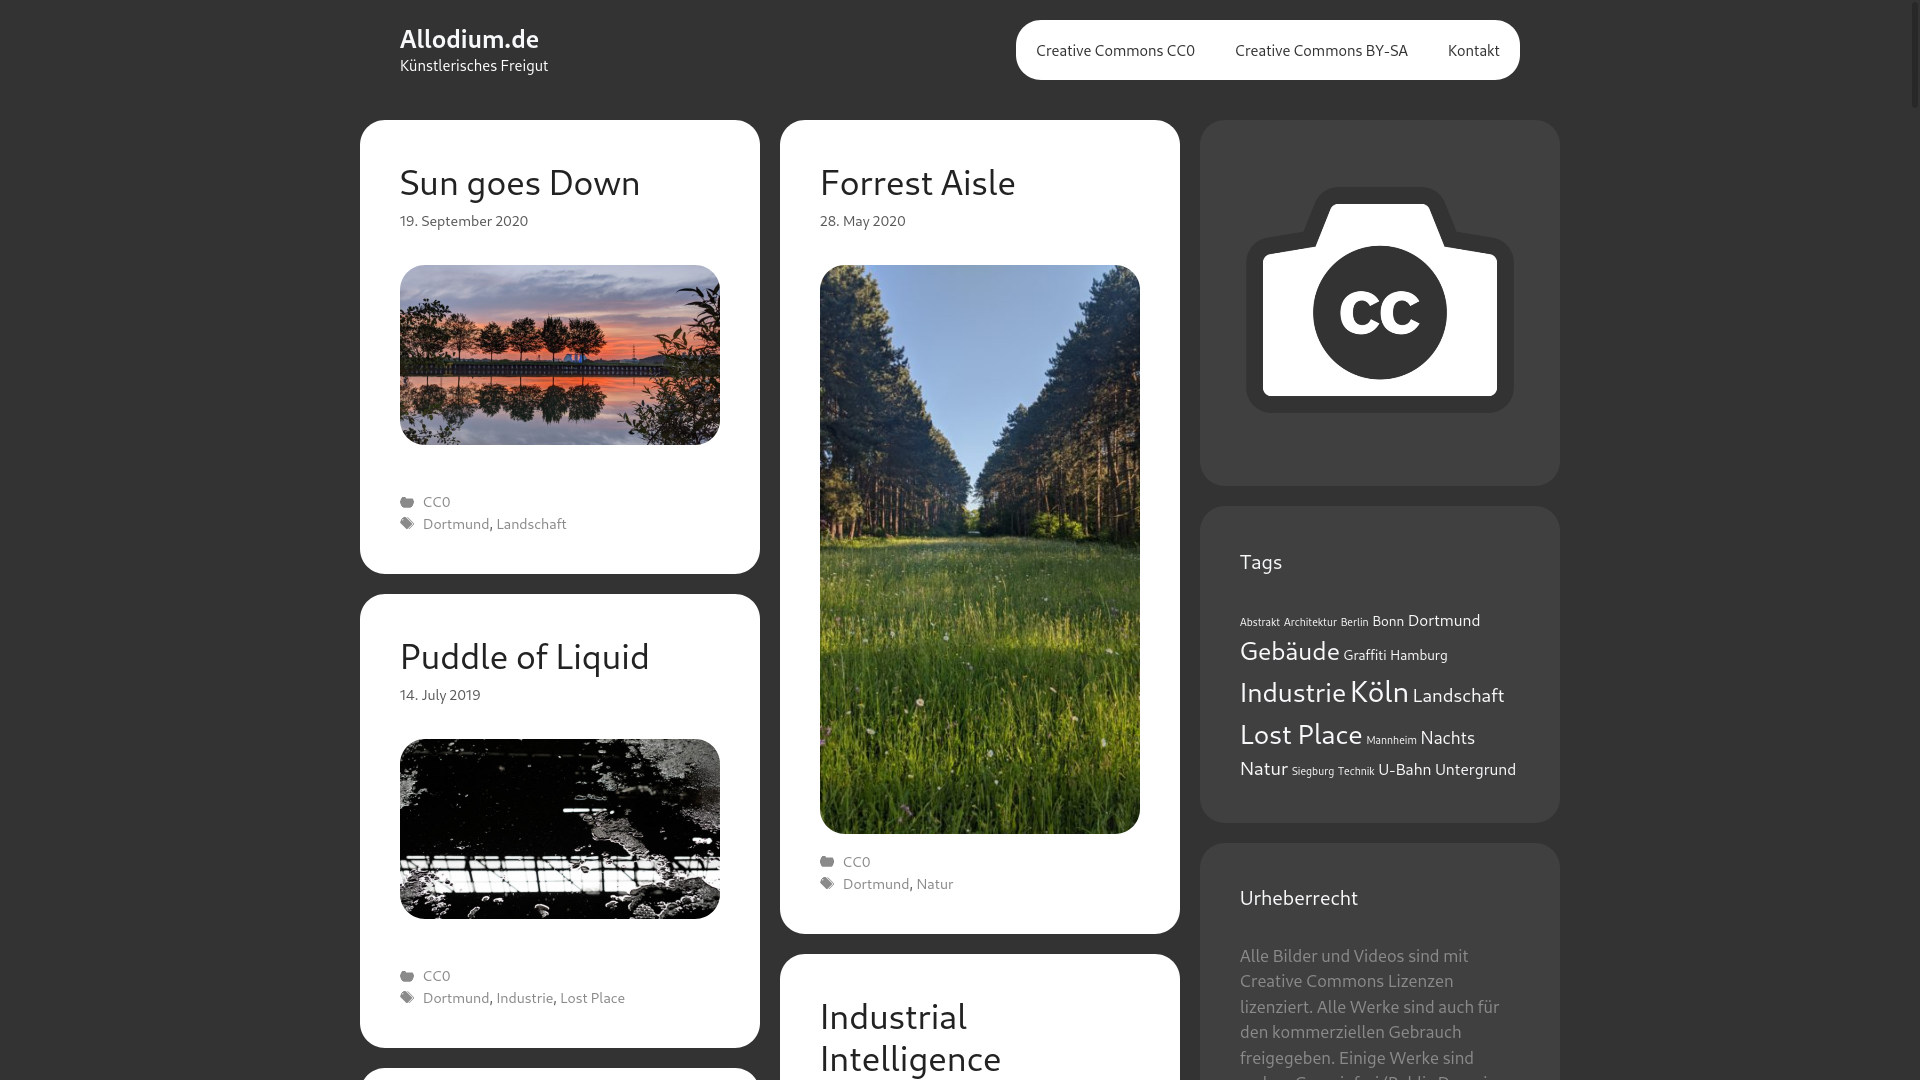 Allodium.de
Künstlerisches Freigut
Creative Commons CC0
Creative Commons BY-SA
Kontakt
Sun goes Down
19. September 2020
CC0
Dortmund, Landschaft
Puddle of Liquid
14. July 2019
CC0
Dortmund, Industrie, Lost Place
Forrest Aisle
28. May 2020
CC0
Dortmund, Natur
Industrial
Intelligence
cc
Tags
Abstrakt Architektur Berlin Bonn Dortmund
Gebäude Graffiti Hamburg
Industrie Köln Landschaft
Lost Place Mannheim Nachts
Natur Siegburg Technik U-Bahn Untergrund
Urheberrecht
Alle Bilder und Videos sind mit
Creative Commons Lizenzen
lizenziert. Alle Werke sind auch für
den kommerziellen Gebrauch
freigegeben. Einige Werke sind